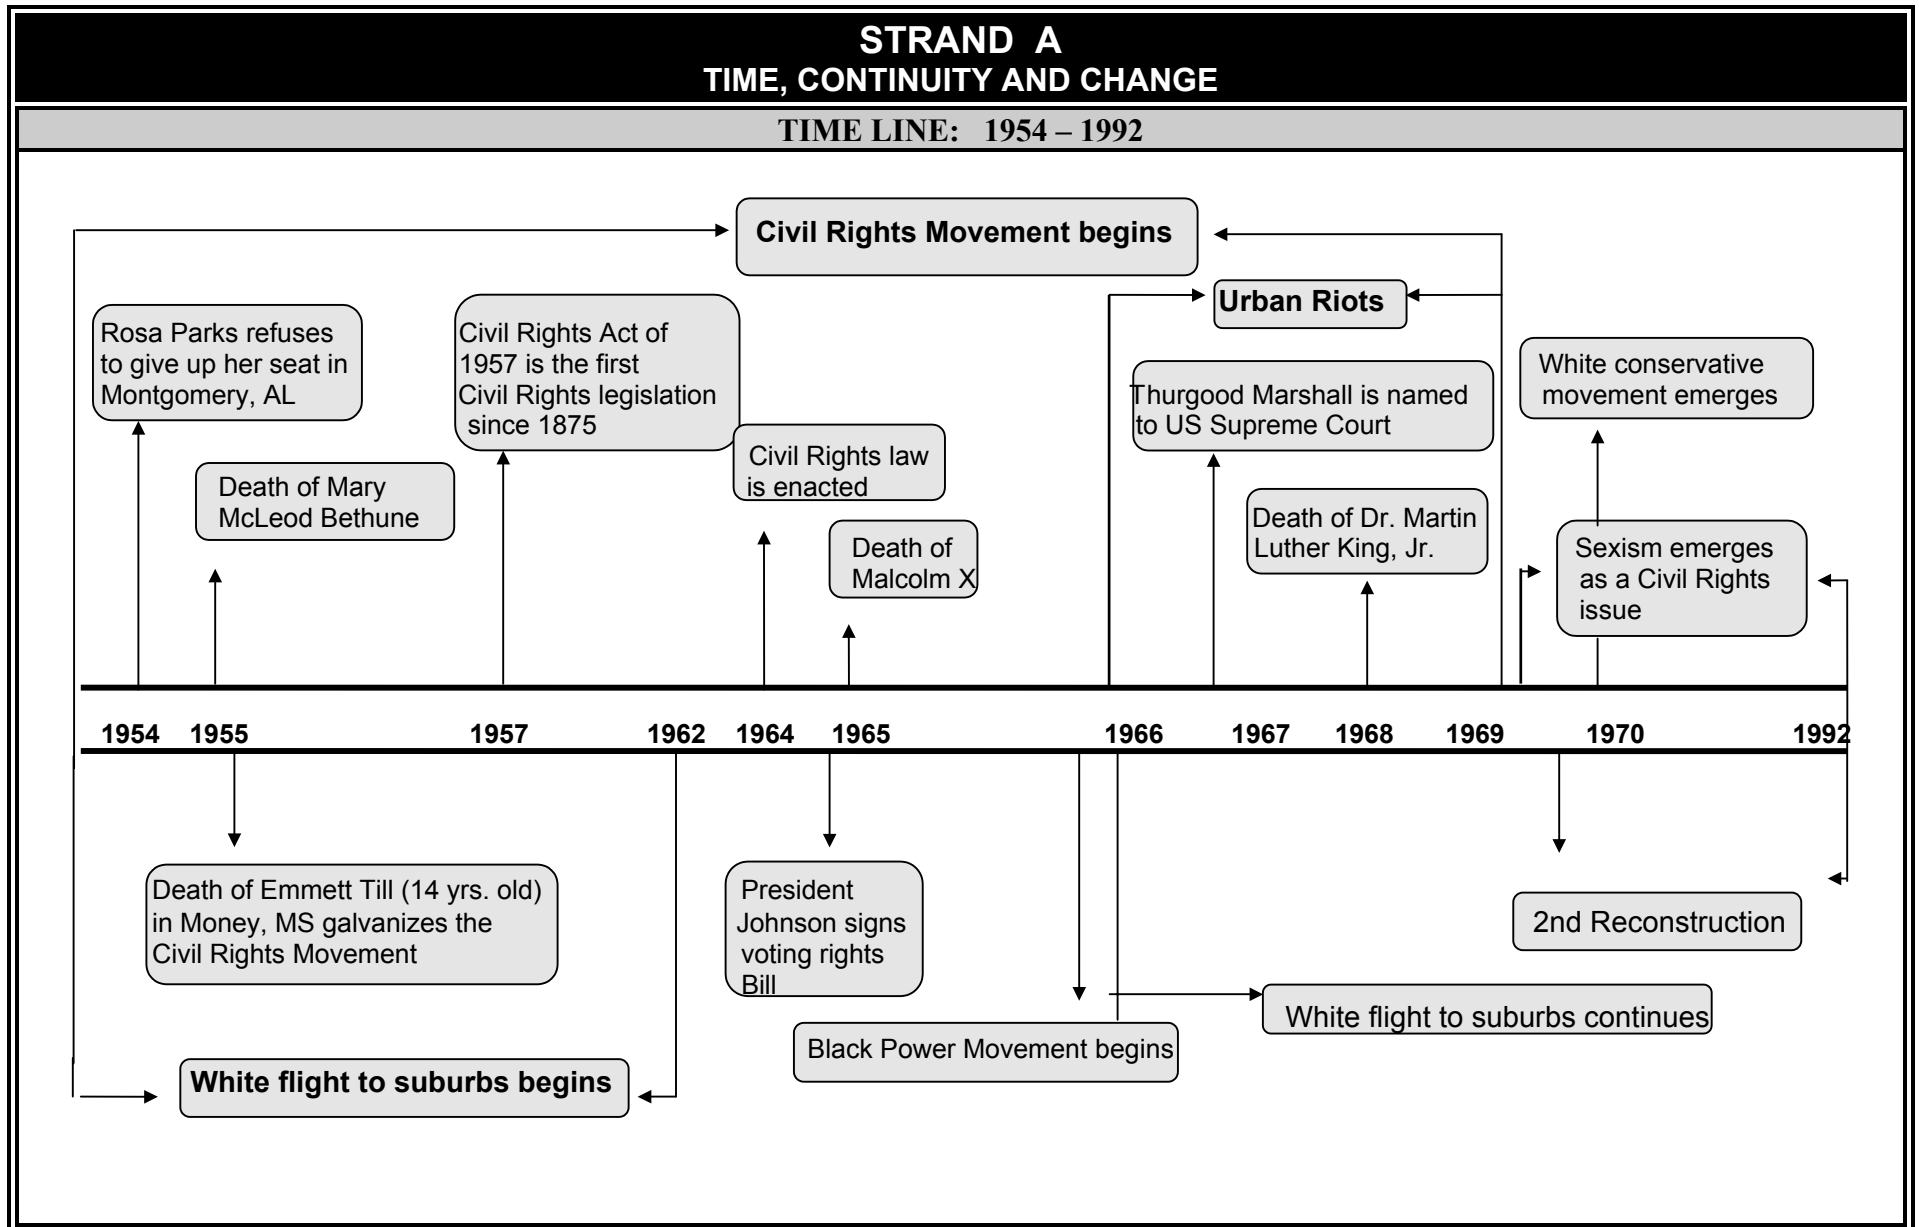 STRAND A
TIME, CONTINUITY AND CHANGE
TIME LINE: 1954 – 1992
Civil Rights Movement begins
Urban Riots
Rosa Parks refuses
to give up her seat in
Montgomery, AL
Civil Rights Act of
1957 is the first
Civil Rights legislation
since 1875
White conservative
movement emerges
Thurgood Marshall is named
to US Supreme Court
Civil Rights law
is enacted
Death of Mary
McLeod Bethune
Death of Dr. Martin
Luther King, Jr.
Death of
Malcolm X
Sexism emerges
as a Civil Rights
issue
1954 1955 1957 1962 1964 1965 1966 1967 1968 1969 1970 1992
Death of Emmett Till (14 yrs. old)
in Money, MS galvanizes the
Civil Rights Movement
President
Johnson signs
voting rights
Bill
2nd Reconstruction
White flight to suburbs continues
Black Power Movement begins
White flight to suburbs begins